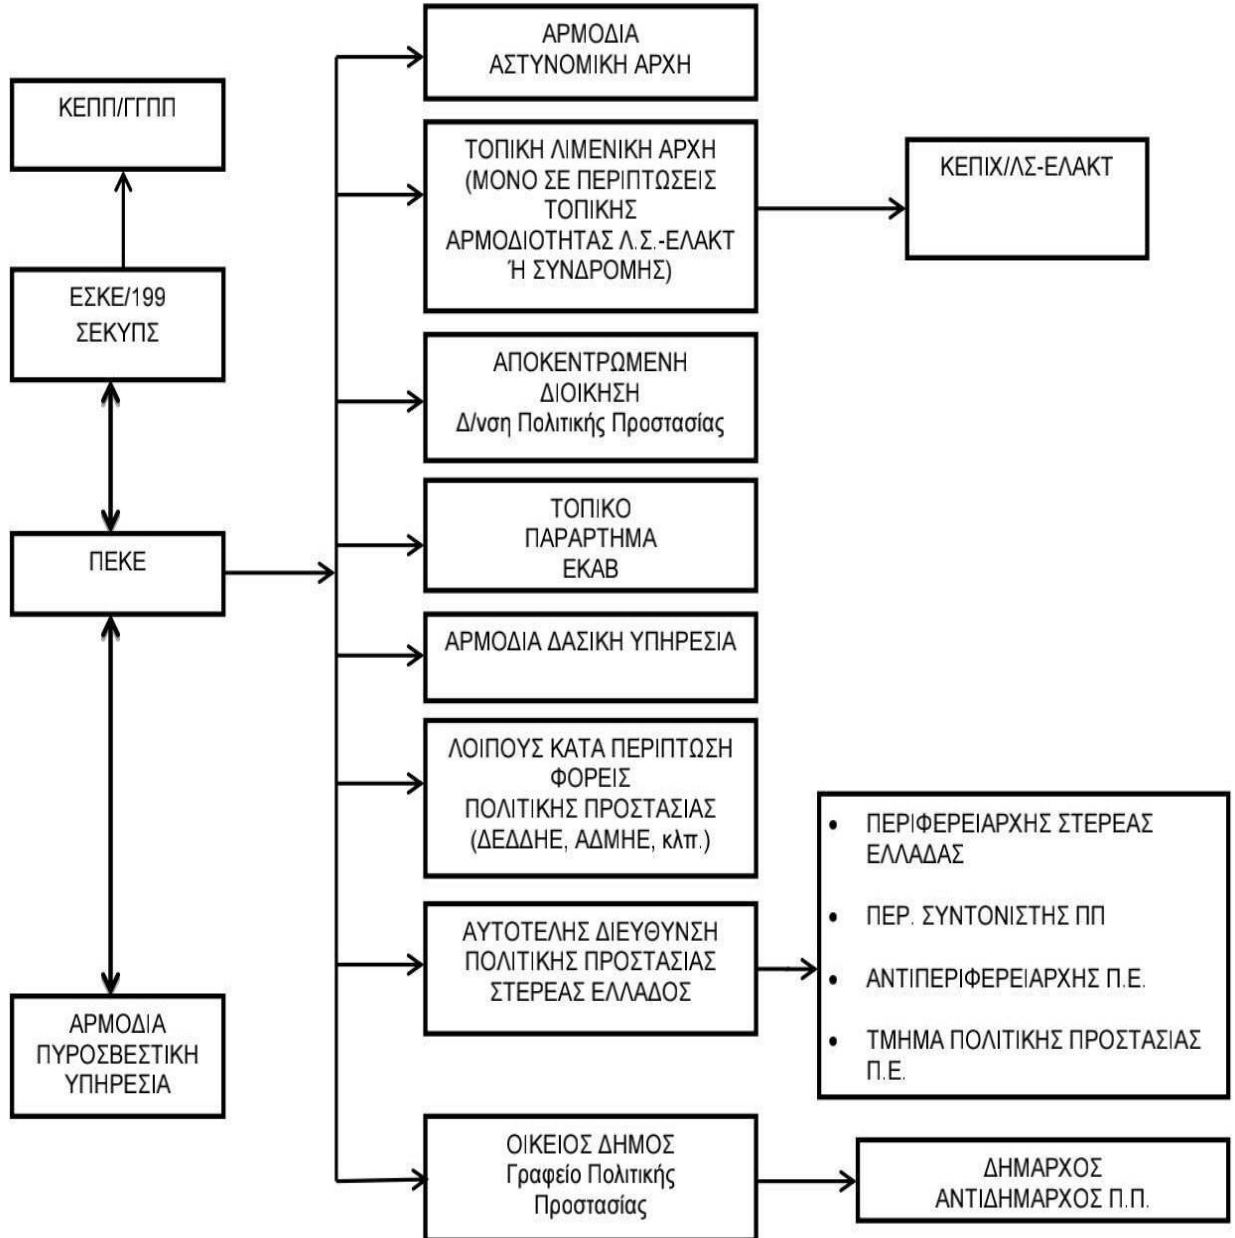 ΚΕΠΠ/ΓΓΠΠ
ΕΣΚΕ/199
ΣΕΚΥΠΣ
ΠΕΚΕ
ΑΡΜΟΔΙΑ
ΠΥΡΟΣΒΕΣΤΙΚΗ
ΥΠΗΡΕΣΙΑ
ΑΡΜΟΔΙΑ
ΑΣΤΥΝΟΜΙΚΗ ΑΡΧΗ
ΤΟΠΙΚΗ ΛΙΜΕΝΙΚΗ ΑΡΧΗ
(ΜΟΝΟ ΣΕ ΠΕΡΙΠΤΩΣΕΙΣ
ΤΟΠΙΚΗΣ
ΑΡΜΟΔΙΟΤΗΤΑΣ Λ.Σ.-ΕΛΑΚΤ
Ή ΣΥΝΔΡΟΜΗΣ)
ΚΕΠΙΧ/ΛΣ-ΕΛΑΚΤ
ΑΠΟΚΕΝΤΡΩΜΕΝΗ
ΔΙΟΙΚΗΣΗ
Δ/νση Πολιτικής Προστασίας
ΤΟΠΙΚΟ
ΠΑΡΑΡΤΗΜΑ
ΕΚΑΒ
ΑΡΜΟΔΙΑ ΔΑΣΙΚΗ ΥΠΗΡΕΣΙΑ
ΛΟΙΠΟΥΣ ΚΑΤΑ ΠΕΡΙΠΤΩΣΗ
ΦΟΡΕΙΣ
ΠΟΛΙΤΙΚΗΣ ΠΡΟΣΤΑΣΙΑΣ
(ΔΕΔΔΗΕ, ΑΔΜΗΕ, κλπ.)
ΑΥΤΟΤΕΛΗΣ ΔΙΕΥΘΥΝΣΗ
ΠΟΛΙΤΙΚΗΣ ΠΡΟΣΤΑΣΙΑΣ
ΣΤΕΡΕΑΣ ΕΛΛΑΔΟΣ
• ΠΕΡΙΦΕΡΕΙΑΡΧΗΣ ΣΤΕΡΕΑΣ
ΕΛΛΑΔΑΣ
• ΠΕΡ. ΣΥΝΤΟΝΙΣΤΗΣ ΠΠ
• ΑΝΤΙΠΕΡΙΦΕΡΕΙΑΡΧΗΣ Π.Ε.
• ΤΜΗΜΑ ΠΟΛΙΤΙΚΗΣ ΠΡΟΣΤΑΣΙΑΣ
Π.Ε.
ΟΙΚΕΙΟΣ ΔΗΜΟΣ
Γραφείο Πολιτικής
Προστασίας
ΔΗΜΑΡΧΟΣ
ΑΝΤΙΔΗΜΑΡΧΟΣ Π.Π.